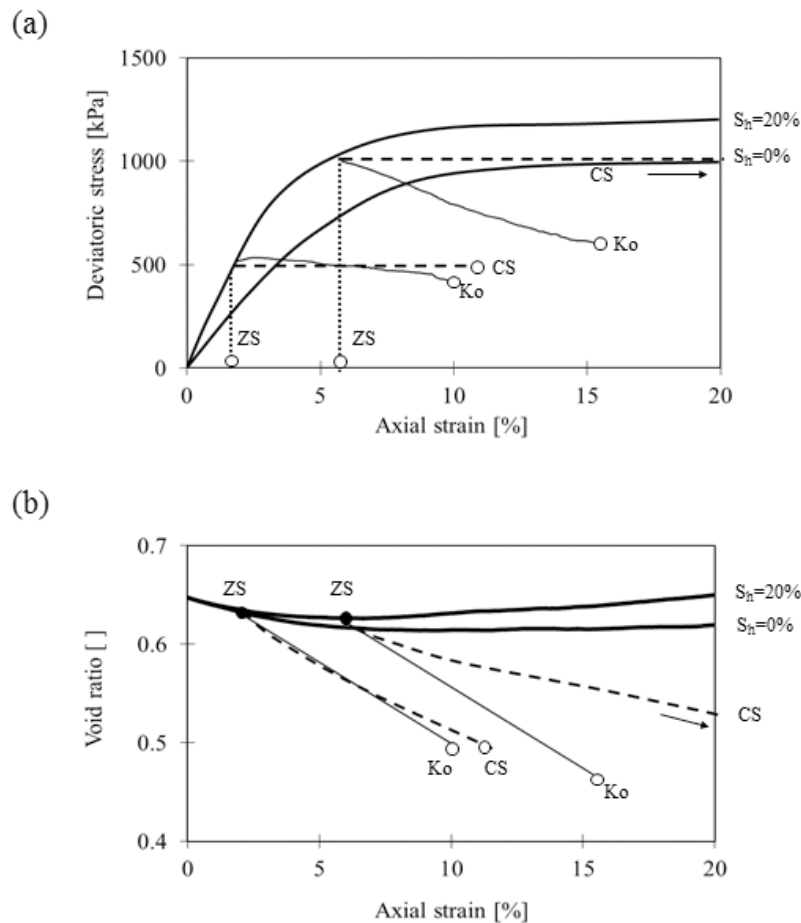 (a)
1500
1000
500
0
Deviatoric stress [kPa]
Sh=20%
Sh=0%
CS
Ko
CS
Ko
ZS
ZS
0
5
10
15
20
Axial strain [%]
(b)
0.7
0.6
0.5
0.4
Void ratio [ ]
ZS
ZS
Sh=20%
Sh=0%
CS
Ko
CS
Ko
0
5
10
15
20
Axial strain [%]